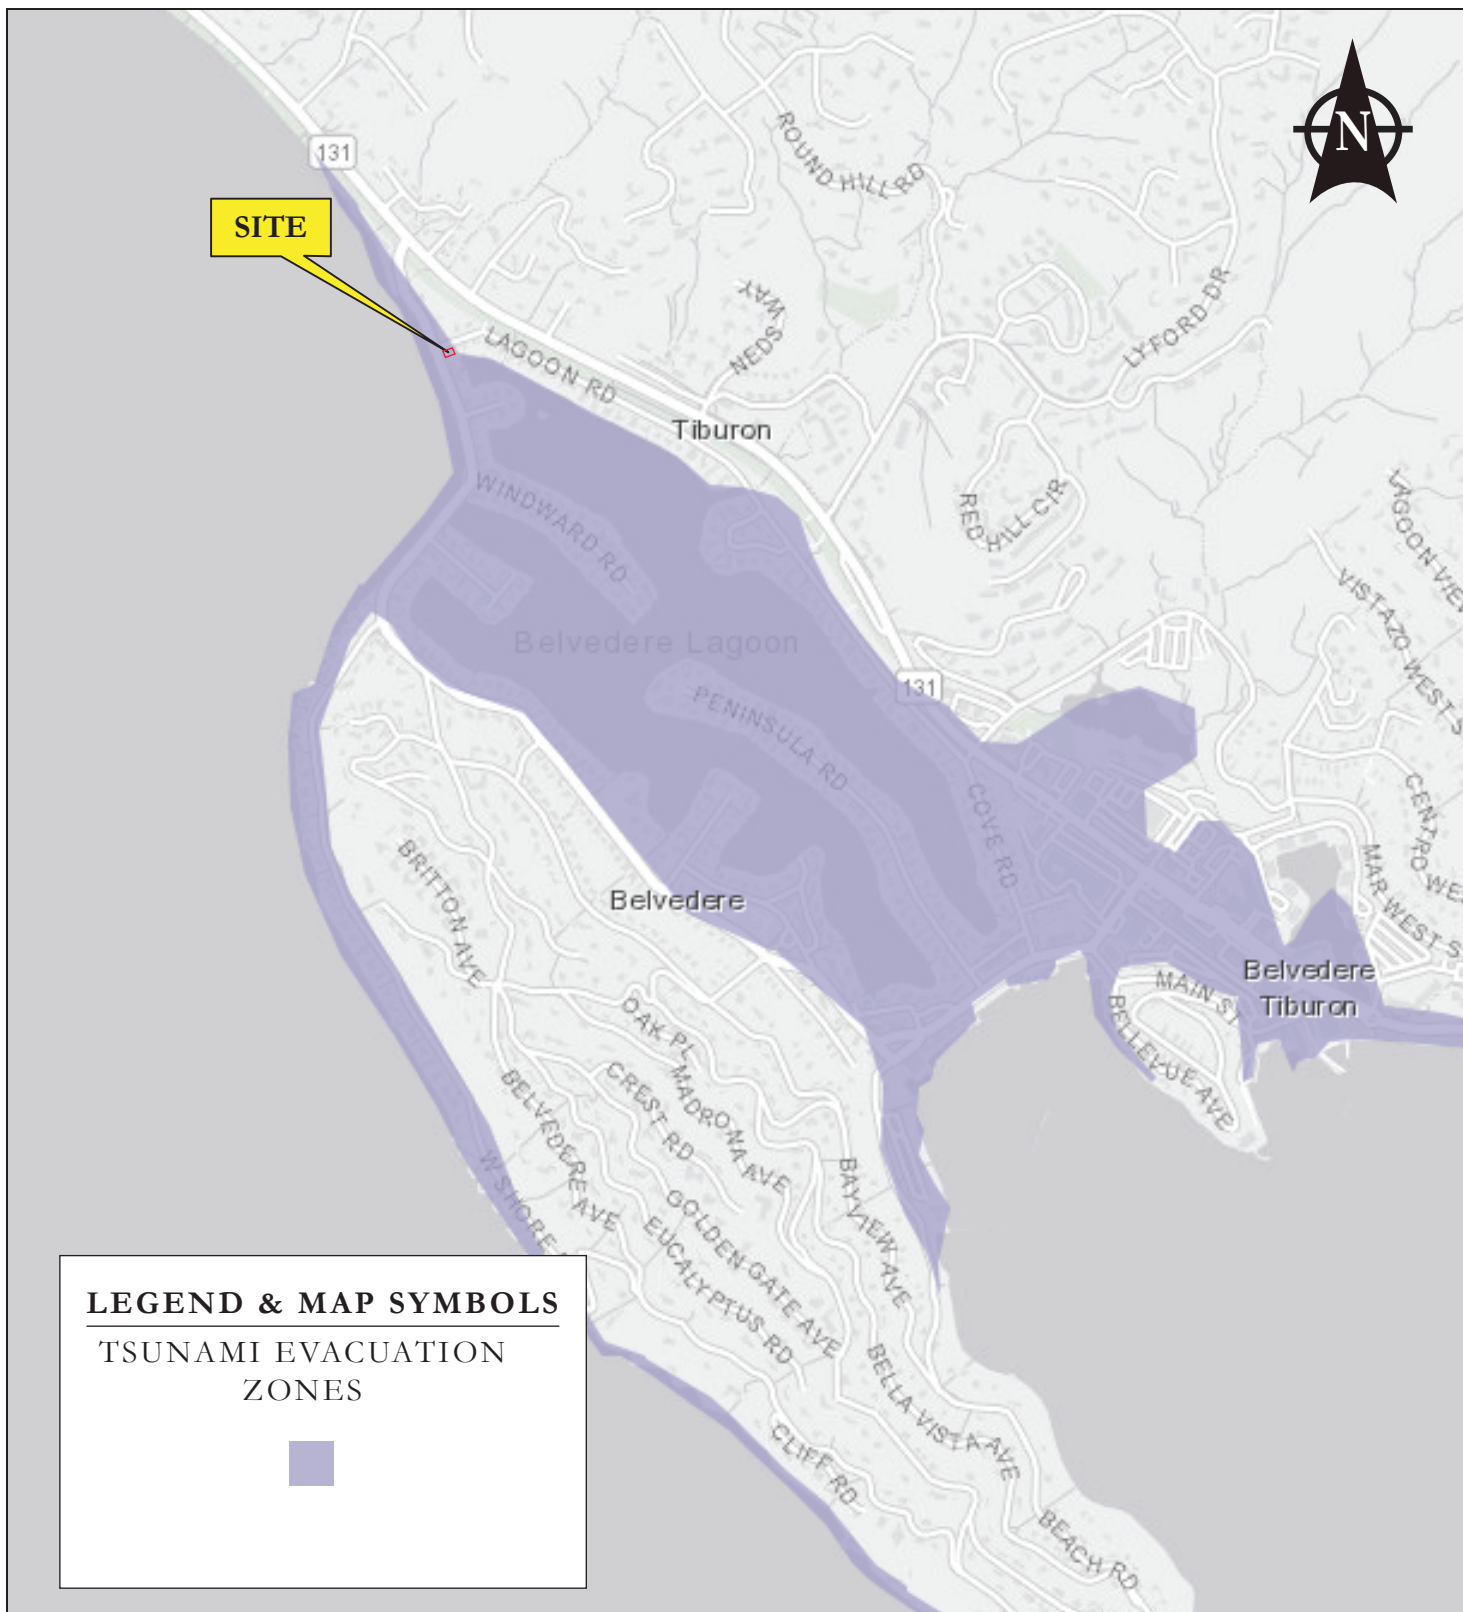 N
131
SITE
ROUND HILL RD
LYFORD DR
NEDS WAY
LAGOON RD
Tiburon
WINDWARD RD
RED HILL CIR
LAGOON VIEW
VISTAZO WEST S
Belvedere Lagoon
131
PENINSULA RD
COVE RD
CENTRO WES
MAR WEST S
BRITTON AVE
Belvedere
Belvedere
Tiburon
MAIN ST
BELLEVUE AVE
OAK PL
MADRONA AVE
CREST RD
BELVEDERE AVE
W SHORE
BAYVIEW AVE
GOLDEN GATE AVE
EUCALYPTUS RD
BELLA VISTA AVE
CLIFF RD
BEACH RD
LEGEND & MAP SYMBOLS
TSUNAMI EVACUATION
ZONES